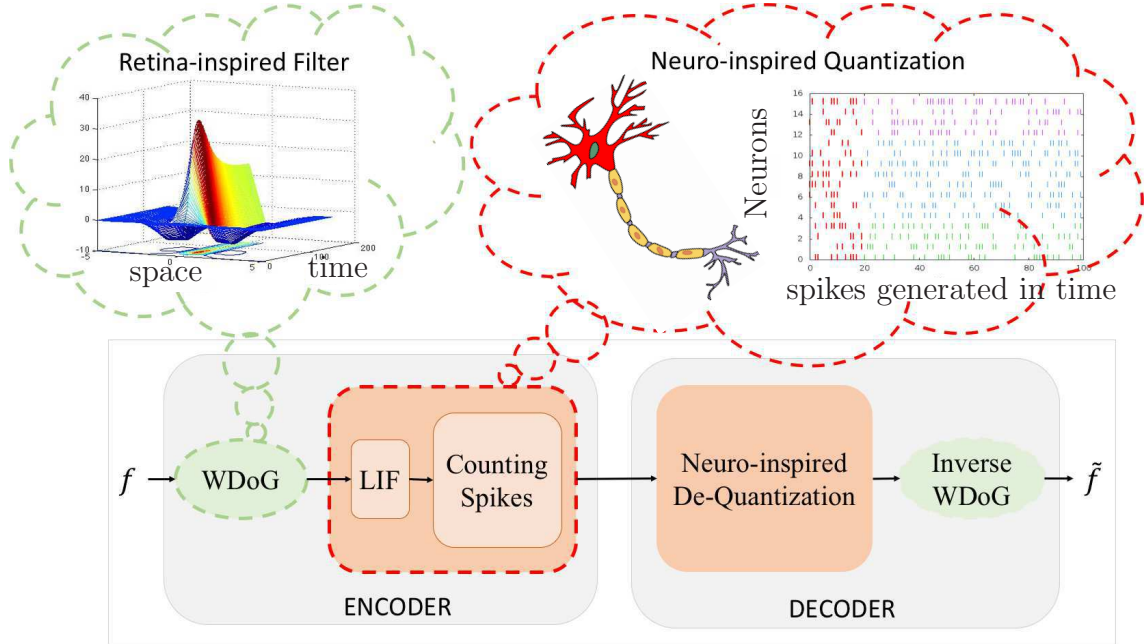 Retina-inspired Filter
40
30
20
10
0
-10
-5
0
5
0
100
200
space
time
Neuro-inspired Quantization
Neurons
16
14
12
10
8
6
4
2
0
0
20
40
60
80
100
spikes generated in time
f
WDoG
LIF
Counting
Spikes
ENCODER
Neuro-inspired
De-Quantization
Inverse
WDoG
f̃
DECODER